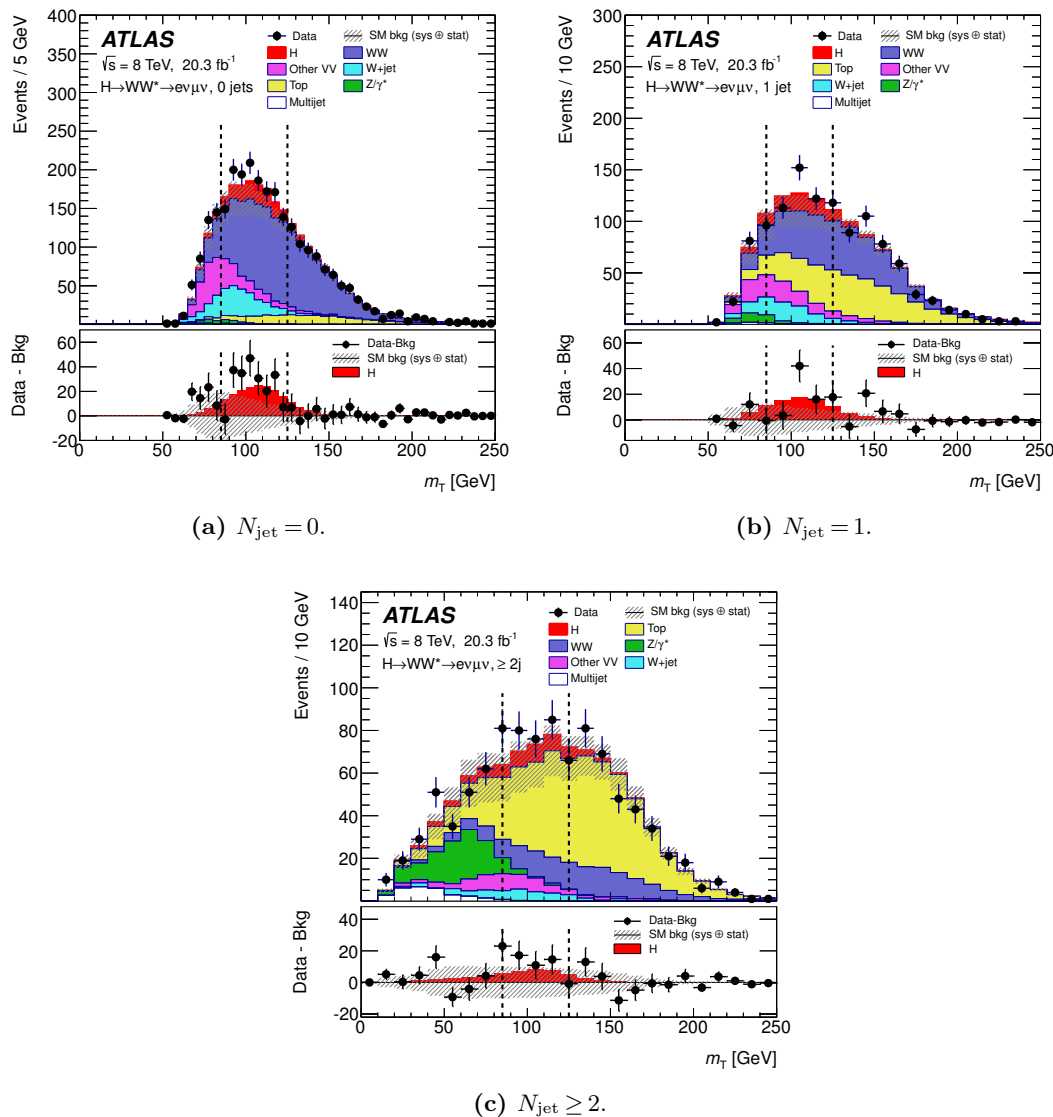 Events / 5 GeV
400
350
300
250
200
150
100
50
ATLAS
√s = 8 TeV, 20.3 fb⁻¹
H→WW*→eνμν, 0 jets
Data
SM bkg (sys ⊕ stat)
H
WW
Other VV
W+jet
Top
Z/γ*
Multijet
Data - Bkg
60
40
20
0
-20
Data-Bkg
SM bkg (sys ⊕ stat)
H
0 50 100 150 200 250
m_T [GeV]
(a) N_jet = 0.
Events / 10 GeV
300
250
200
150
100
50
ATLAS
√s = 8 TeV, 20.3 fb⁻¹
H→WW*→eνμν, 1 jet
Data
SM bkg (sys ⊕ stat)
H
WW
Top
Other VV
W+jet
Z/γ*
Multijet
Data - Bkg
60
40
20
0
Data-Bkg
SM bkg (sys ⊕ stat)
H
0 50 100 150 200 250
m_T [GeV]
(b) N_jet = 1.
Events / 10 GeV
140
120
100
80
60
40
20
ATLAS
√s = 8 TeV, 20.3 fb⁻¹
H→WW*→eνμν, ≥ 2j
Data
SM bkg (sys ⊕ stat)
H
Top
WW
Z/γ*
Other VV
W+jet
Multijet
Data - Bkg
40
20
0
-20
Data-Bkg
SM bkg (sys ⊕ stat)
H
0 50 100 150 200 250
m_T [GeV]
(c) N_jet ≥ 2.